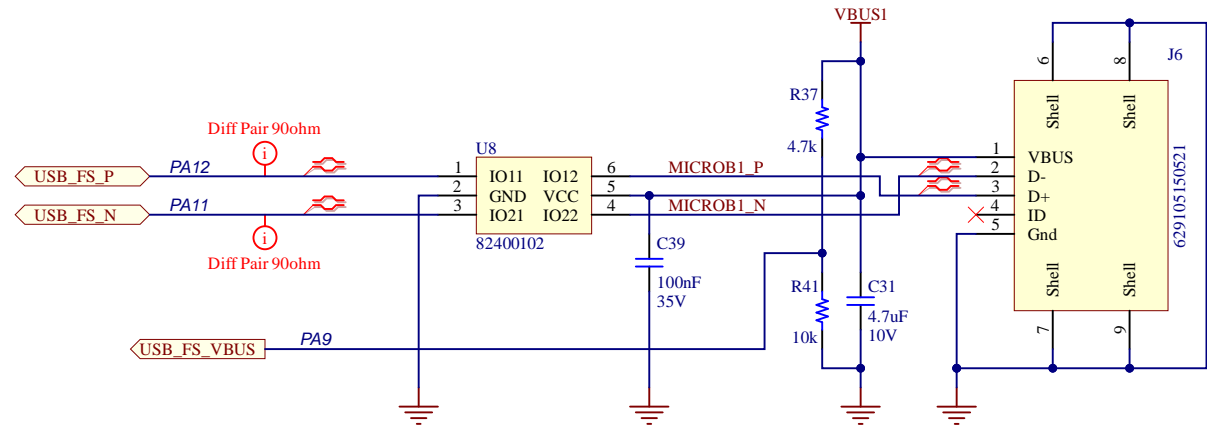 VBUS1
J6
6
8
R37
Shell
Shell
Diff Pair 90ohm
i
U8
4.7k
USB_FS_P
PA12
1
IO11
IO12
6
MICROB1_P
1
VBUS
2
GND
VCC
5
2
D-
USB_FS_N
PA11
3
IO21
IO22
4
MICROB1_N
3
D+
4
ID
82400102
5
Gnd
629105150521
i
Diff Pair 90ohm
C39
100nF
35V
R41
10k
C31
4.7uF
10V
Shell
Shell
7
9
USB_FS_VBUS
PA9